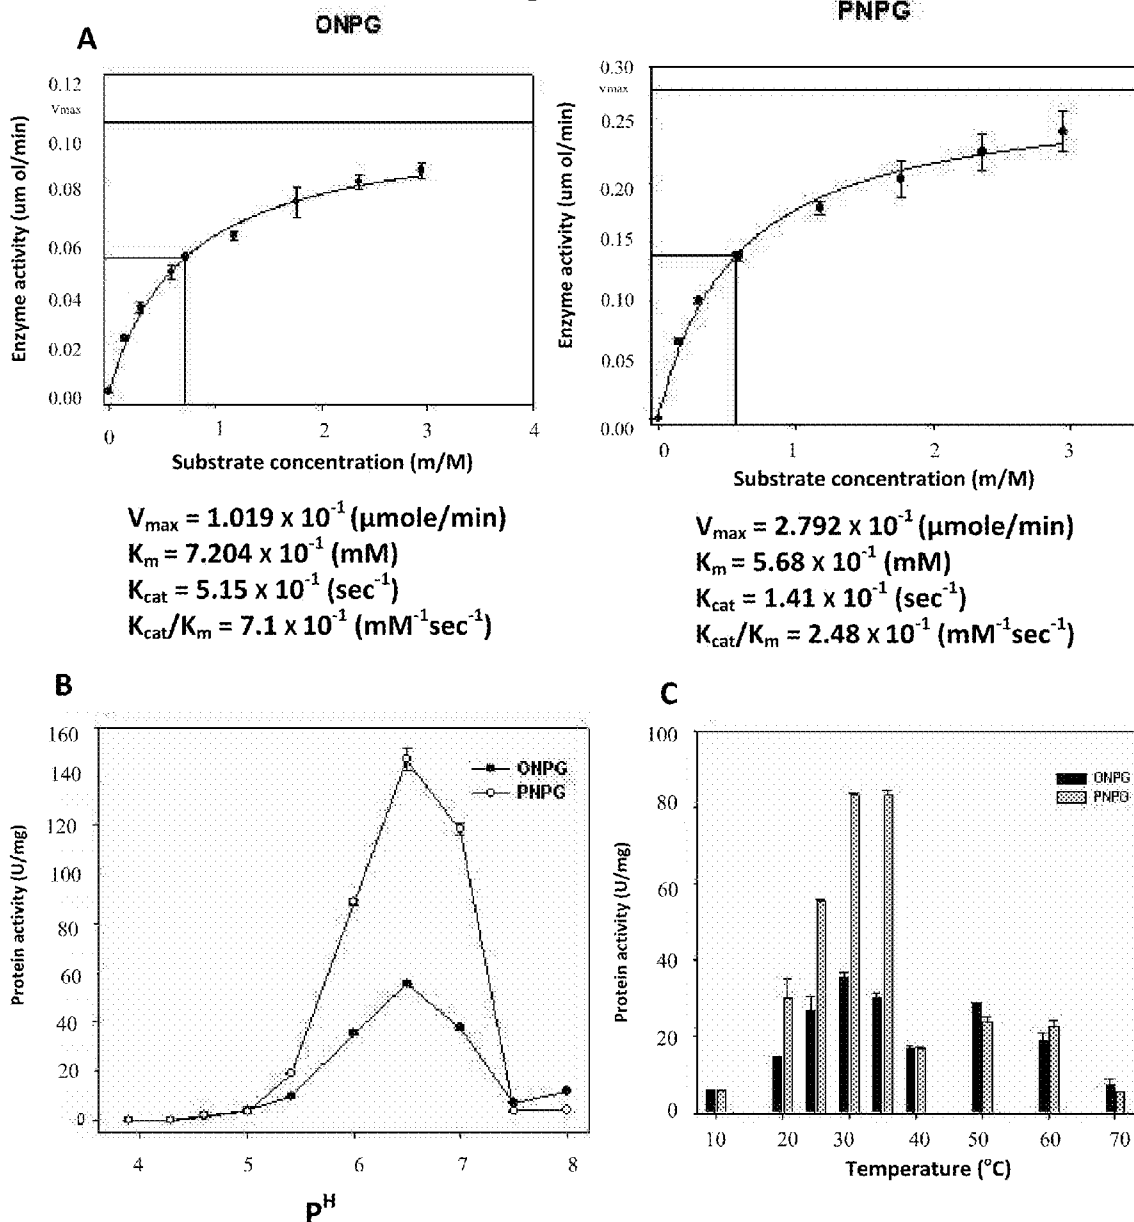 ONPG
PNPG
A
Enzyme activity (um ol/min)
0.12
Vmax
0.10
0.08
0.06
0.04
0.02
0.00
0
1
2
3
4
Substrate concentration (m/M)
Enzyme activity (um ol/min)
0.30
Vmax
0.25
0.20
0.15
0.10
0.05
0.00
0
1
2
3
Substrate concentration (m/M)
Vmax = 1.019 x 10⁻¹ (µmole/min)
Km = 7.204 x 10⁻¹ (mM)
Kcat = 5.15 x 10⁻¹ (sec⁻¹)
Kcat/Km = 7.1 x 10⁻¹ (mM⁻¹sec⁻¹)
Vmax = 2.792 x 10⁻¹ (µmole/min)
Km = 5.68 x 10⁻¹ (mM)
Kcat = 1.41 x 10⁻¹ (sec⁻¹)
Kcat/Km = 2.48 x 10⁻¹ (mM⁻¹sec⁻¹)
B
Protein activity (U/mg)
160
140
120
100
80
60
40
20
0
ONPG
PNPG
4
5
6
7
8
Pᴴ
C
Protein activity (U/mg)
100
80
60
40
20
0
ONPG
PNPG
10
20
30
40
50
60
70
Temperature (°C)